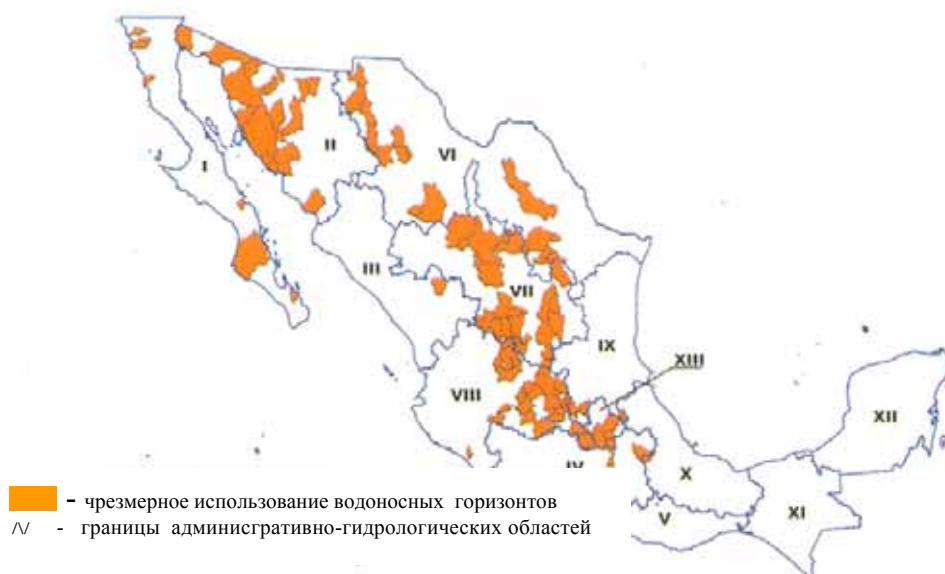 II
VI
I
III
VII
IX
XIII
VIII
XII
IV
X
XI
V
- чрезмерное использование водоносных горизонтов
- границы админисгративно-гидрологических областей